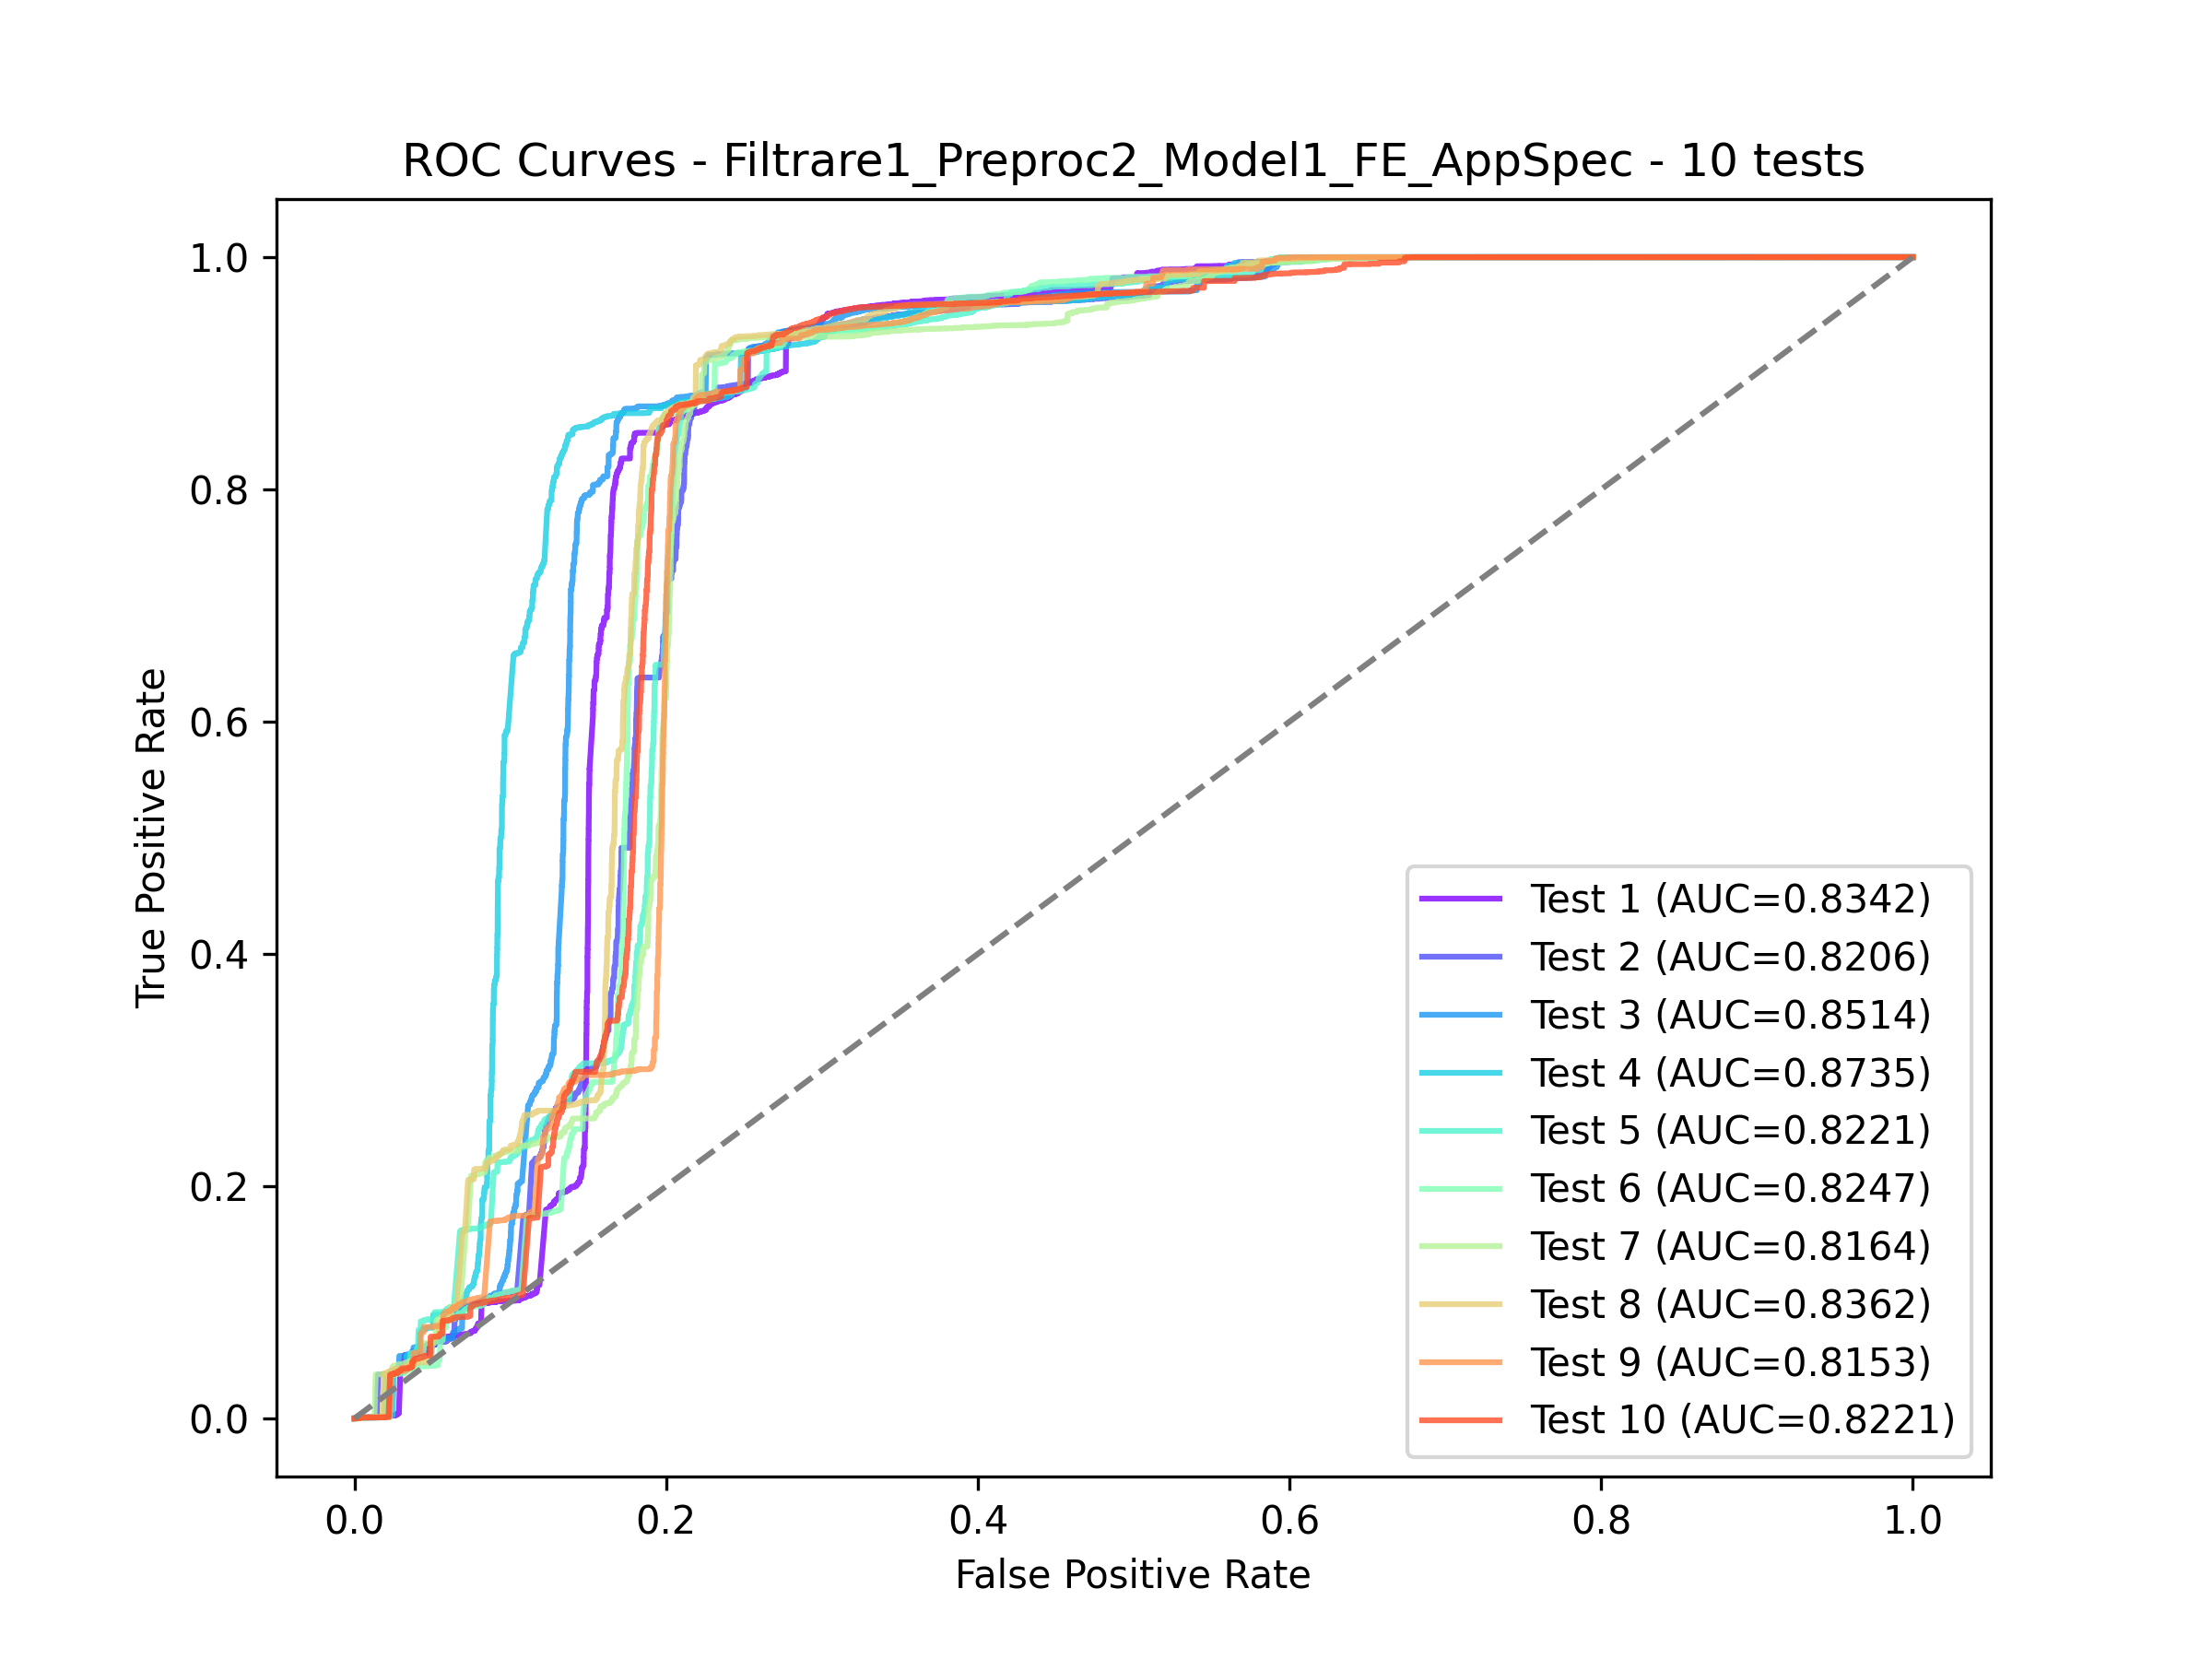 ROC Curves - Filtrare1_Preproc2_Model1_FE_AppSpec - 10 tests
1.0
0.8
0.6
0.4
0.2
0.0
True Positive Rate
Test 1 (AUC=0.8342)
Test 2 (AUC=0.8206)
Test 3 (AUC=0.8514)
Test 4 (AUC=0.8735)
Test 5 (AUC=0.8221)
Test 6 (AUC=0.8247)
Test 7 (AUC=0.8164)
Test 8 (AUC=0.8362)
Test 9 (AUC=0.8153)
Test 10 (AUC=0.8221)
0.0 0.2 0.4 0.6 0.8 1.0
False Positive Rate